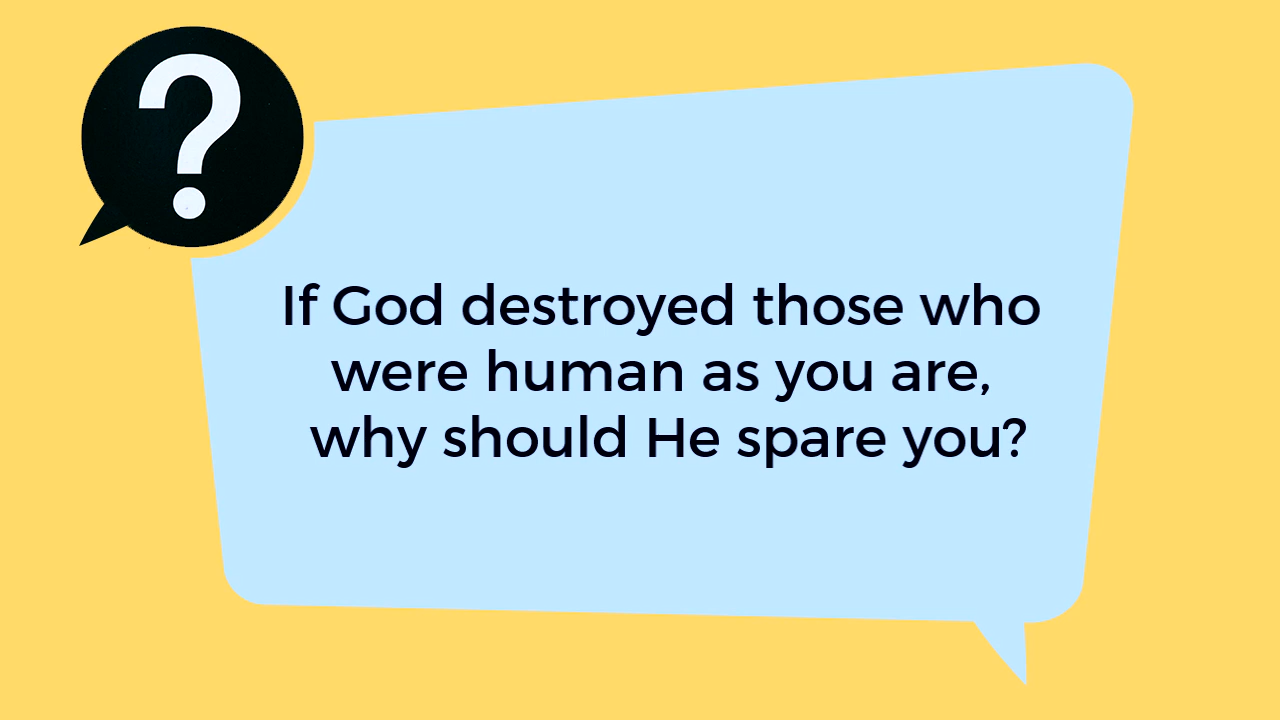 ?
If God destroyed those who
were human as you are,
why should He spare you?